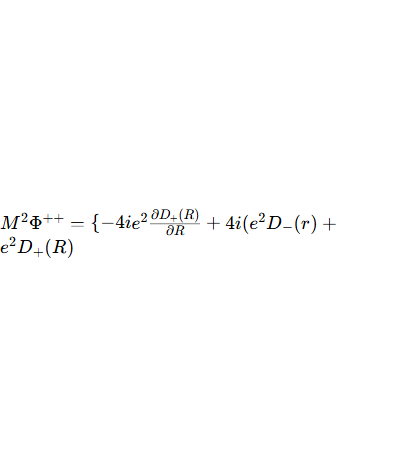 $M^2\Phi^{++} = \{-4ie^2\frac{\partial D_+(R)}{\partial R} + 4i(e^2D_-(r) +$
$e^2D_+(R)$